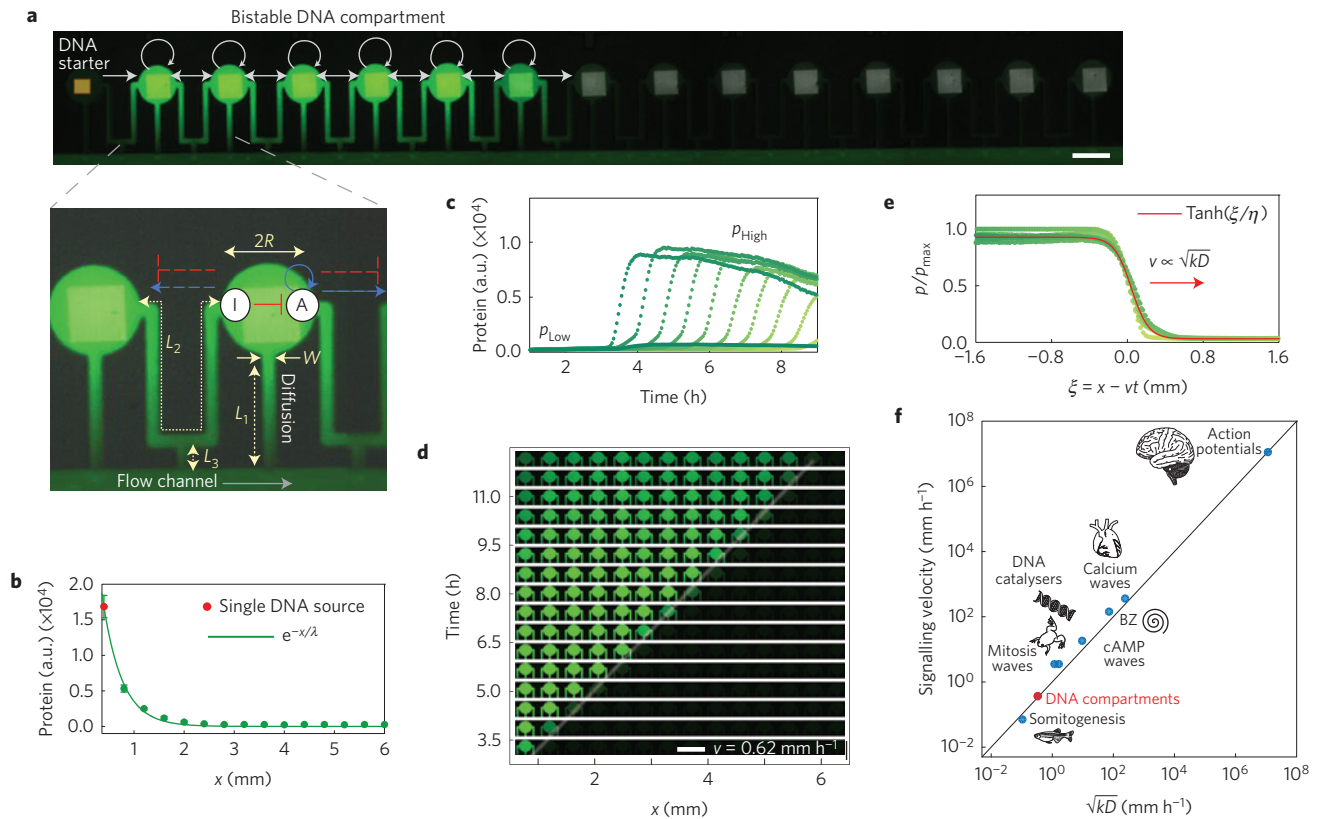 a
Bistable DNA compartment
DNA
starter
2R
I
A
L2
W
L1
Diffusion
L3
Flow channel
b
Protein (a.u.) (×10⁴)
2.0
1.5
1.0
0.5
0.0
Single DNA source
e^−x/λ
1 2 3 4 5 6
x (mm)
c
Protein (a.u.) (×10⁴)
1.0
0.5
0.0
pHigh
pLow
2 4 6 8
Time (h)
d
Time (h)
11.0
9.5
8.0
6.5
5.0
3.5
v = 0.62 mm h⁻¹
2 4 6
x (mm)
e
p/pmax
1.0
0.5
0
Tanh(ξ/η)
v ∝ √kD
−1.6 −0.8 0.0 0.8 1.6
ξ = x − vt (mm)
f
Signalling velocity (mm h⁻¹)
10⁸
10⁶
10⁴
10²
10⁰
10⁻²
Action
potentials
Calcium
waves
DNA
catalysers
BZ
cAMP
waves
Mitosis
waves
DNA compartments
Somitogenesis
10⁻² 10⁰ 10² 10⁴ 10⁶ 10⁸
√kD (mm h⁻¹)